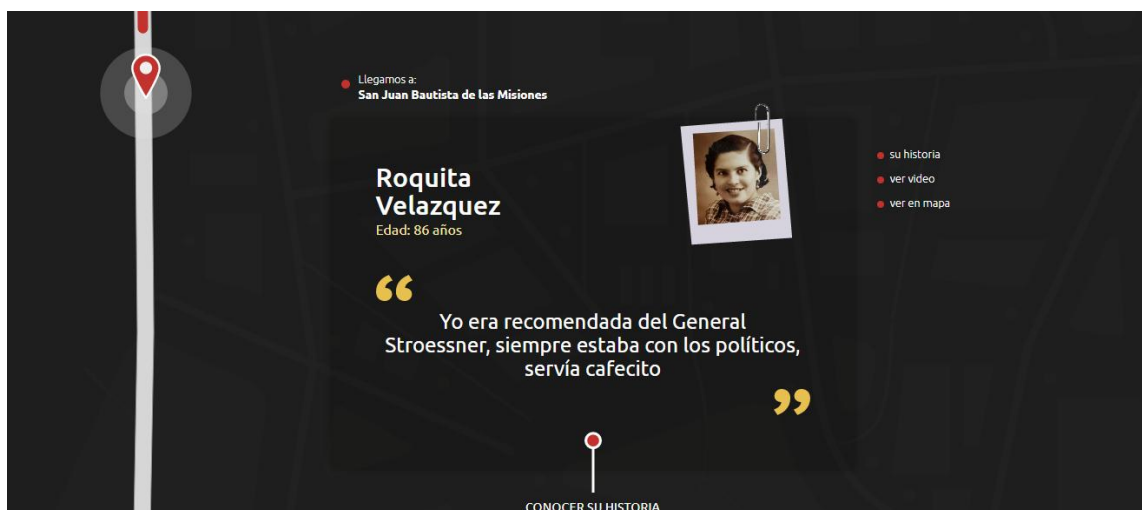 Llegamos a:
San Juan Bautista de las Misiones
su historia
Roquita
ver video
Velazquez
ver en mapa
Edad: 86 años
“
Yo era recomendada del General
Stroessner, siempre estaba con los políticos,
servía cafecito
”
CONOCER SU HISTORIA